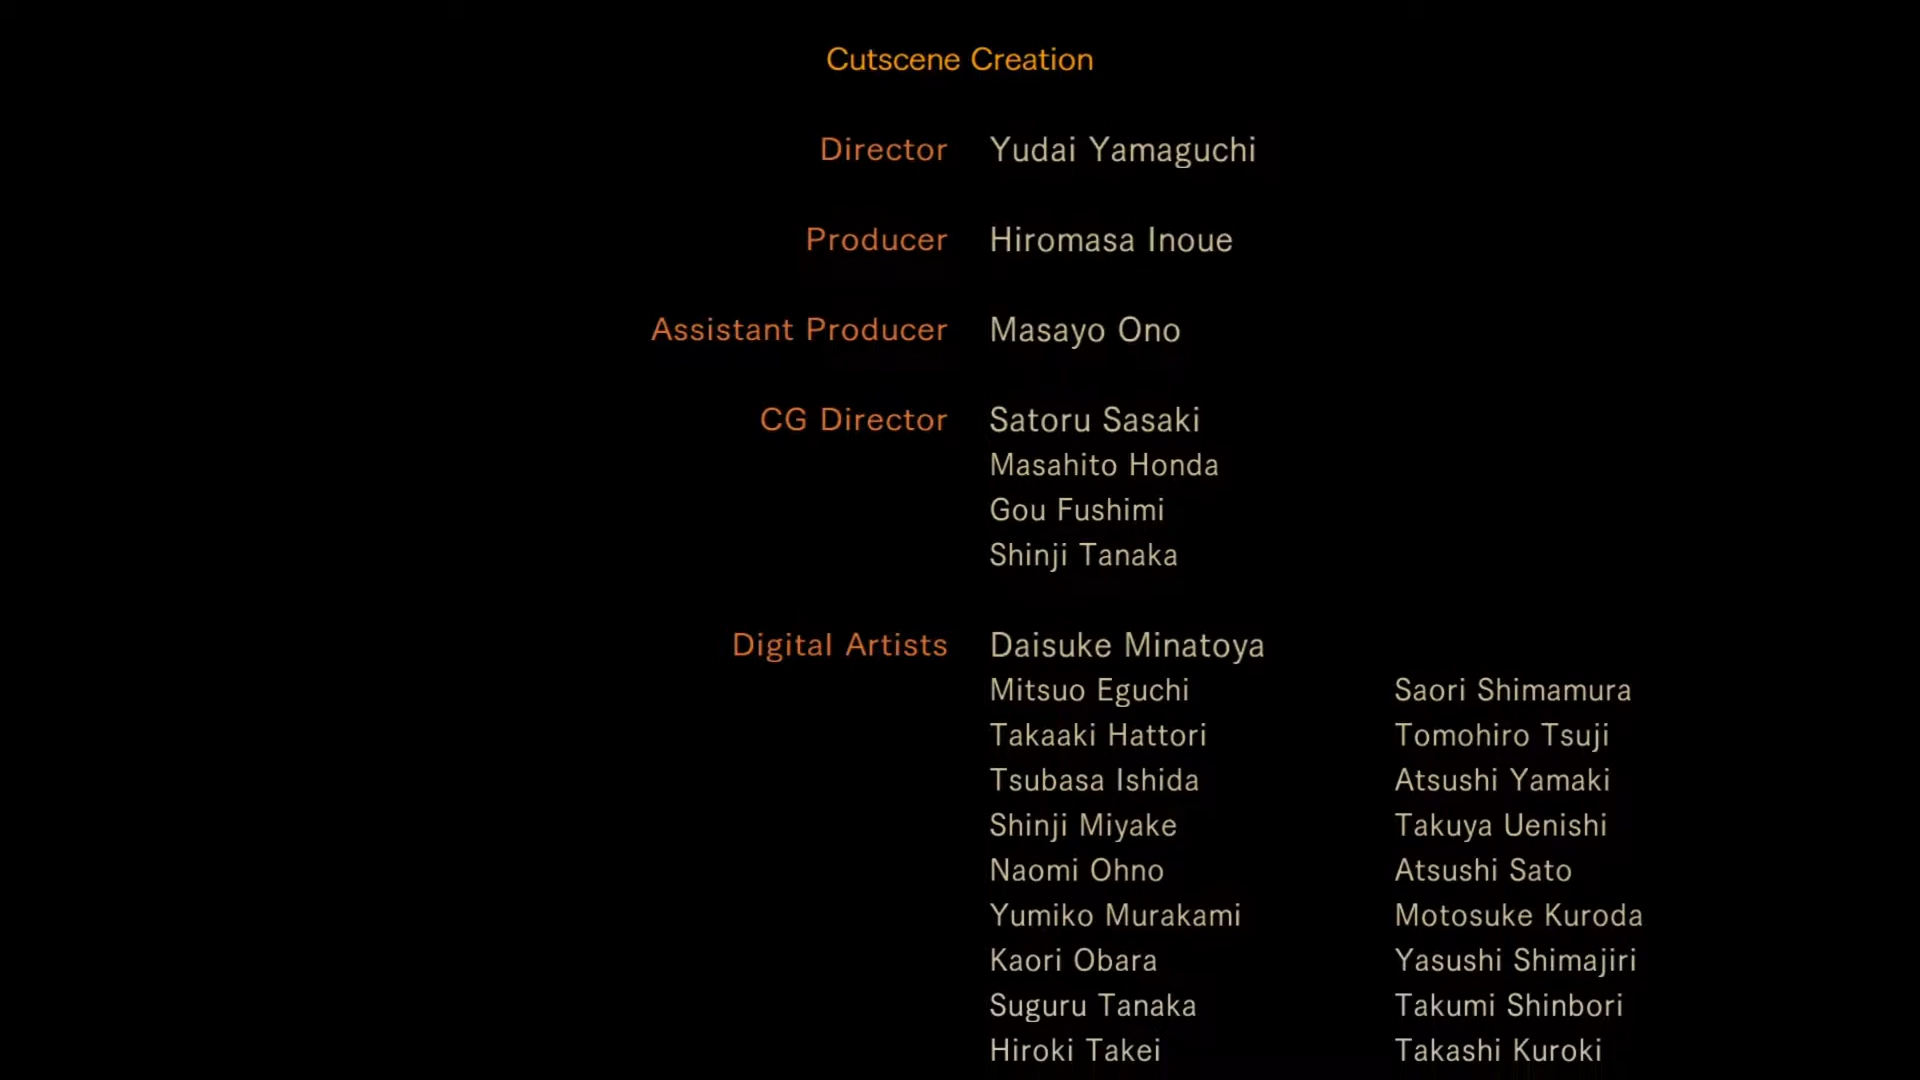 Cutscene Creation
Director Yudai Yamaguchi
Producer Hiromasa Inoue
Assistant Producer Masayo Ono
CG Director Satoru Sasaki
Masahito Honda
Gou Fushimi
Shinji Tanaka
Digital Artists Daisuke Minatoya
Mitsuo Eguchi Saori Shimamura
Takaaki Hattori Tomohiro Tsuji
Tsubasa Ishida Atsushi Yamaki
Shinji Miyake Takuya Uenishi
Naomi Ohno Atsushi Sato
Yumiko Murakami Motosuke Kuroda
Kaori Obara Yasushi Shimajiri
Suguru Tanaka Takumi Shinbori
Hiroki Takei Takashi Kuroki